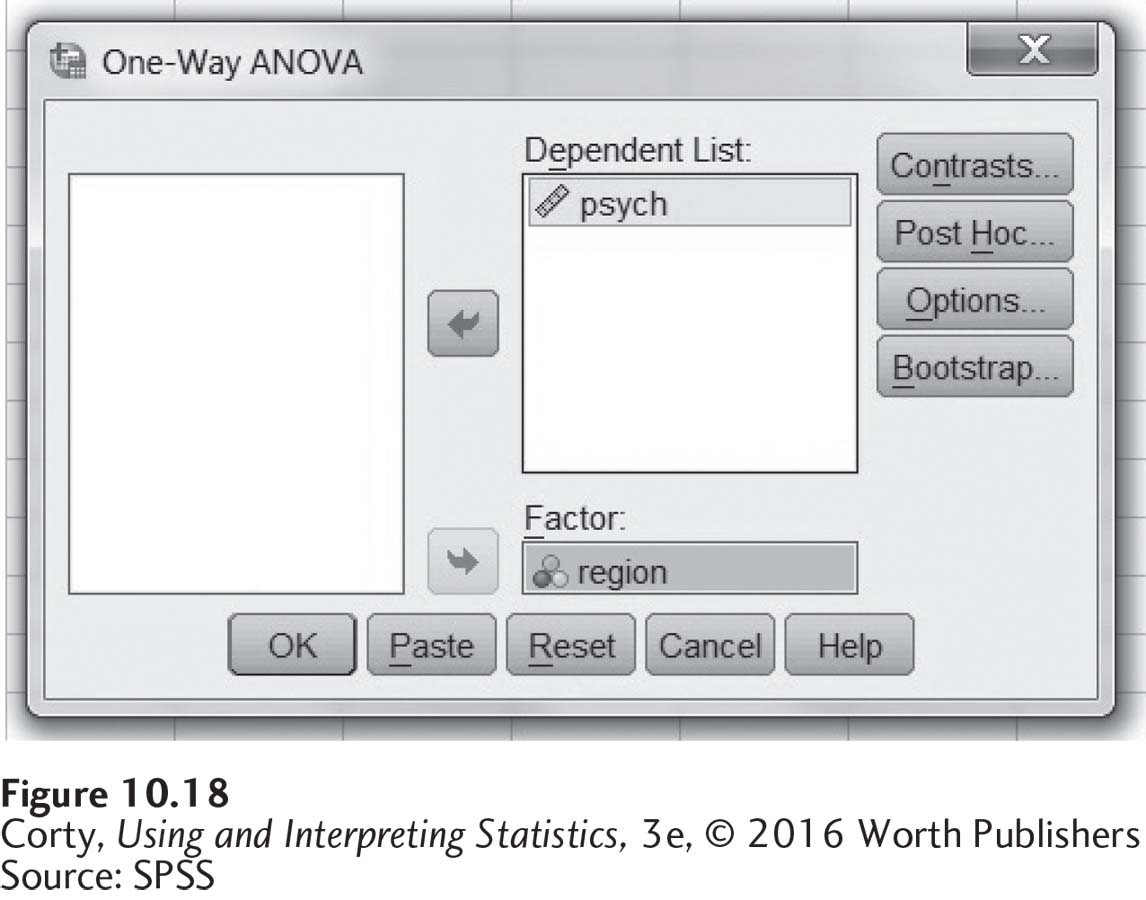 One-Way ANOVA
X
Dependent List:
psych
Contrasts...
Post Hoc...
Options...
Bootstrap...
Factor:
region
OK Paste Reset Cancel Help
Figure 10.18
Corty, Using and Interpreting Statistics, 3e, © 2016 Worth Publishers
Source: SPSS